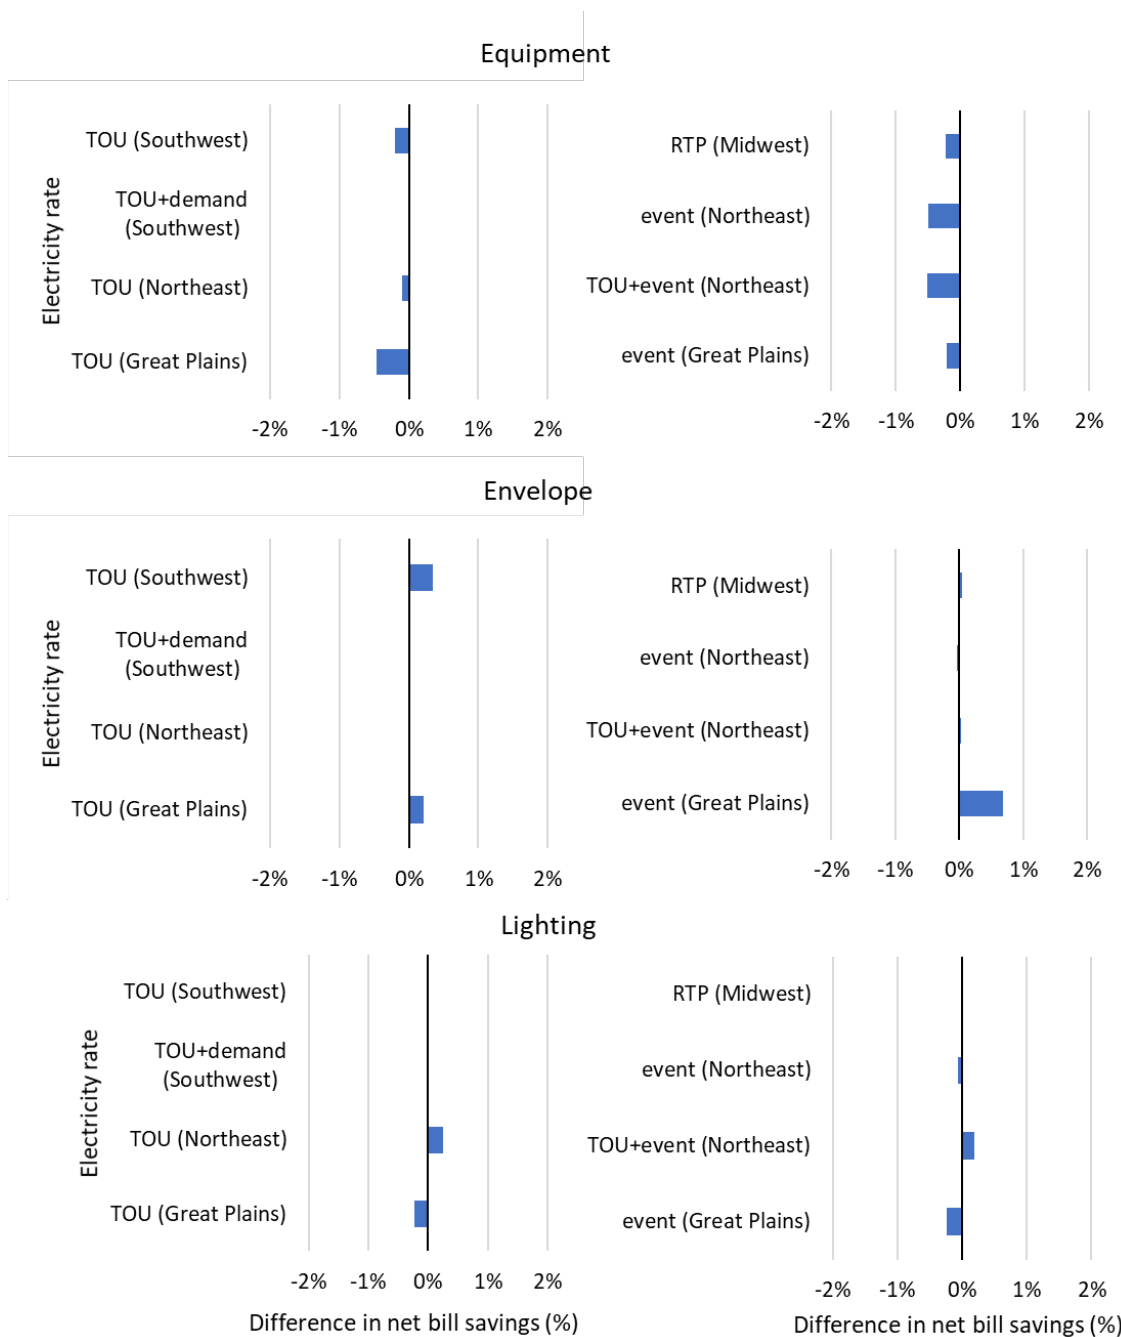 Equipment
Electricity rate
TOU (Southwest)
TOU+demand
(Southwest)
TOU (Northeast)
TOU (Great Plains)
-2% -1% 0% 1% 2%
RTP (Midwest)
event (Northeast)
TOU+event (Northeast)
event (Great Plains)
-2% -1% 0% 1% 2%
Envelope
Electricity rate
TOU (Southwest)
TOU+demand
(Southwest)
TOU (Northeast)
TOU (Great Plains)
-2% -1% 0% 1% 2%
RTP (Midwest)
event (Northeast)
TOU+event (Northeast)
event (Great Plains)
-2% -1% 0% 1% 2%
Lighting
Electricity rate
TOU (Southwest)
TOU+demand
(Southwest)
TOU (Northeast)
TOU (Great Plains)
-2% -1% 0% 1% 2%
Difference in net bill savings (%)
RTP (Midwest)
event (Northeast)
TOU+event (Northeast)
event (Great Plains)
-2% -1% 0% 1% 2%
Difference in net bill savings (%)